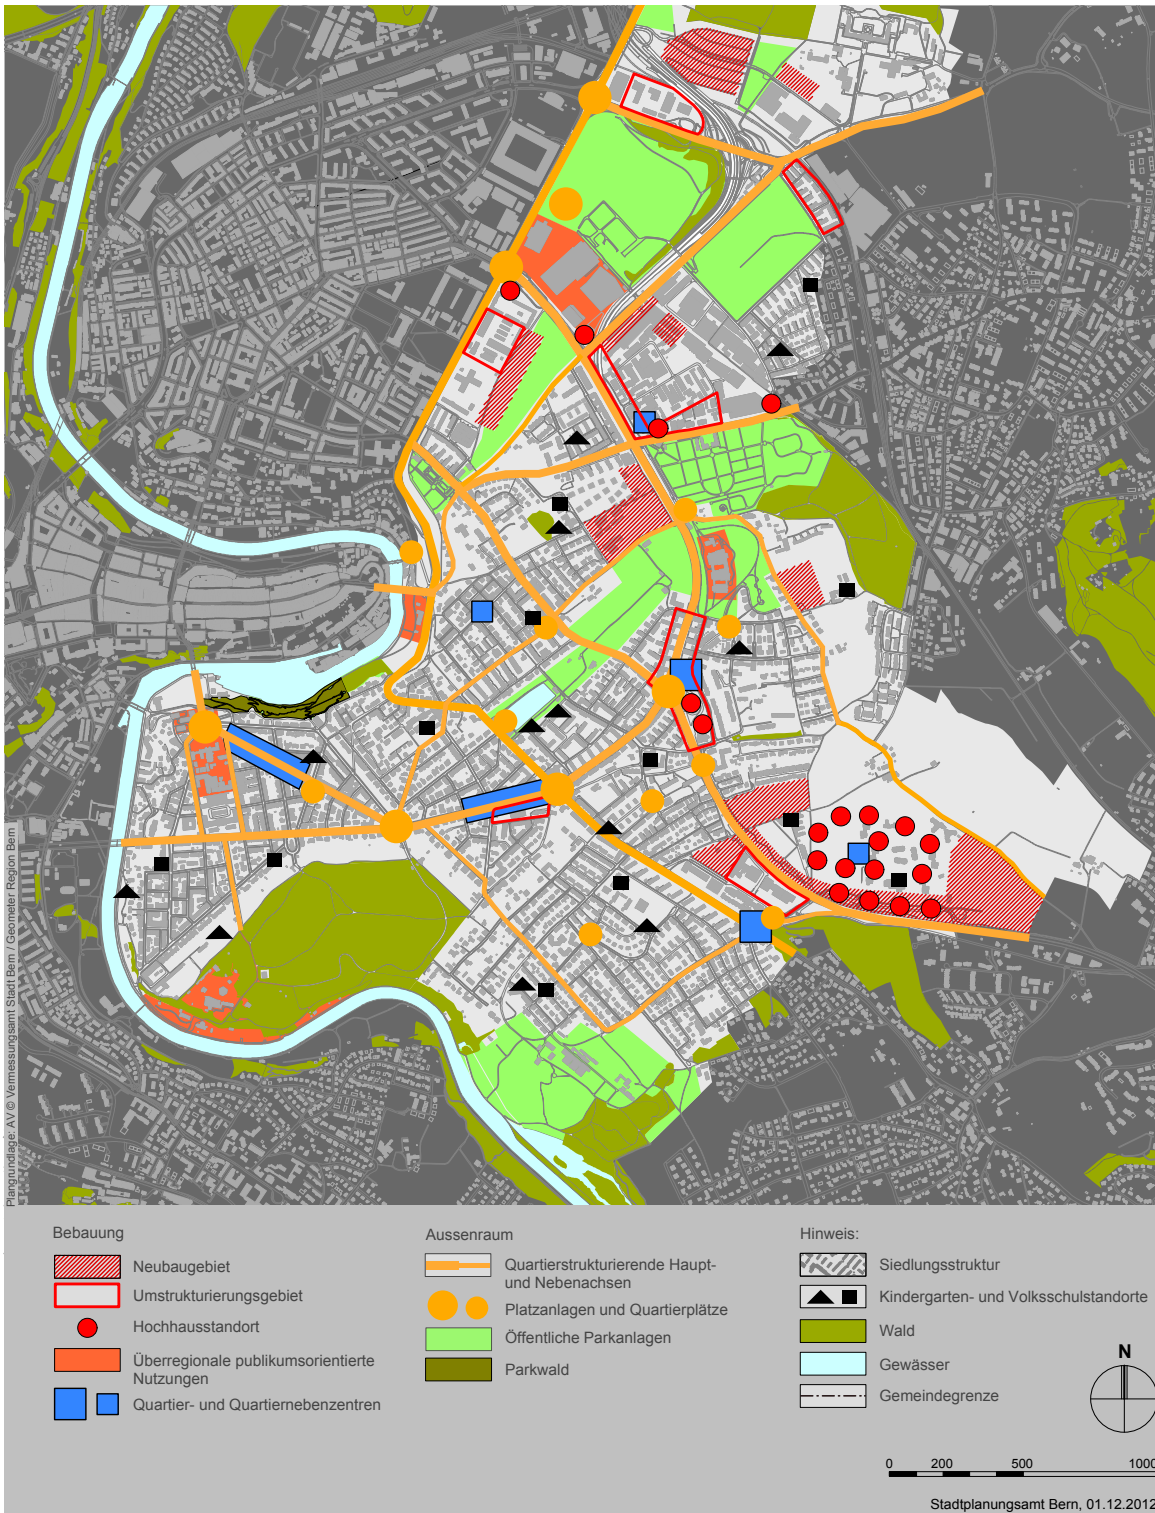 Plangrundlage: AV © Vermessungsamt Stadt Bern / Geometer Region Bern
Bebauung
Neubaugebiet
Umstrukturierungsgebiet
Hochhausstandort
Überregionale publikumsorientierte
Nutzungen
Quartier- und Quartiernebenzentren
Aussenraum
Quartierstrukturierende Haupt-
und Nebenachsen
Platzanlagen und Quartierplätze
Öffentliche Parkanlagen
Parkwald
Hinweis:
Siedlungsstruktur
Kindergarten- und Volksschulstandorte
Wald
Gewässer
Gemeindegrenze
N
0 200 500 1000
Stadtplanungsamt Bern, 01.12.2012